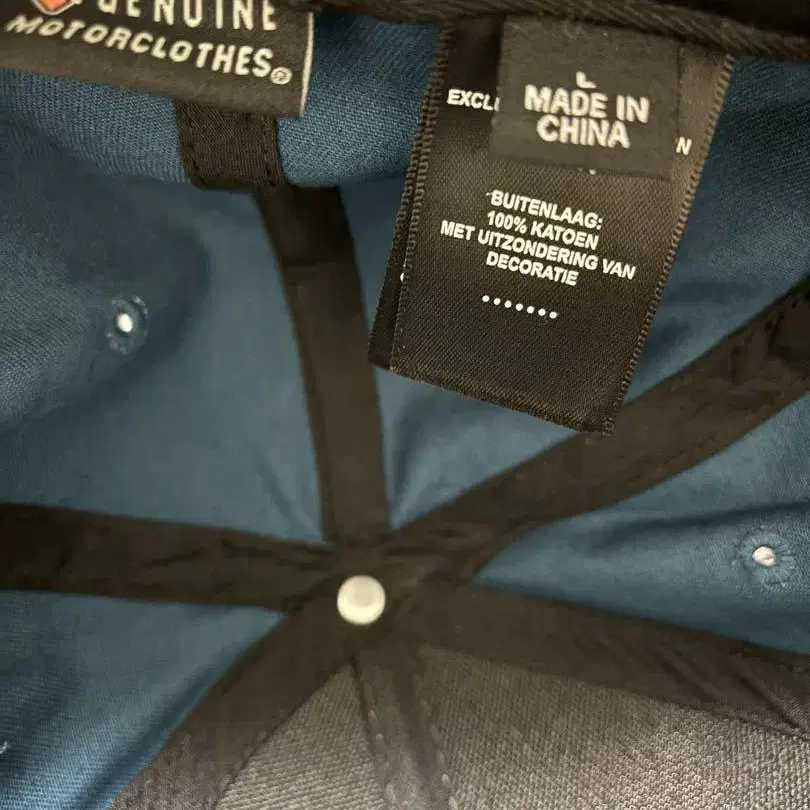 GENUINE
MOTORCLOTHES®
L
MADE IN
CHINA
BUITENLAAG:
100% KATOEN
MET UITZONDERING VAN
DECORATIE
.......